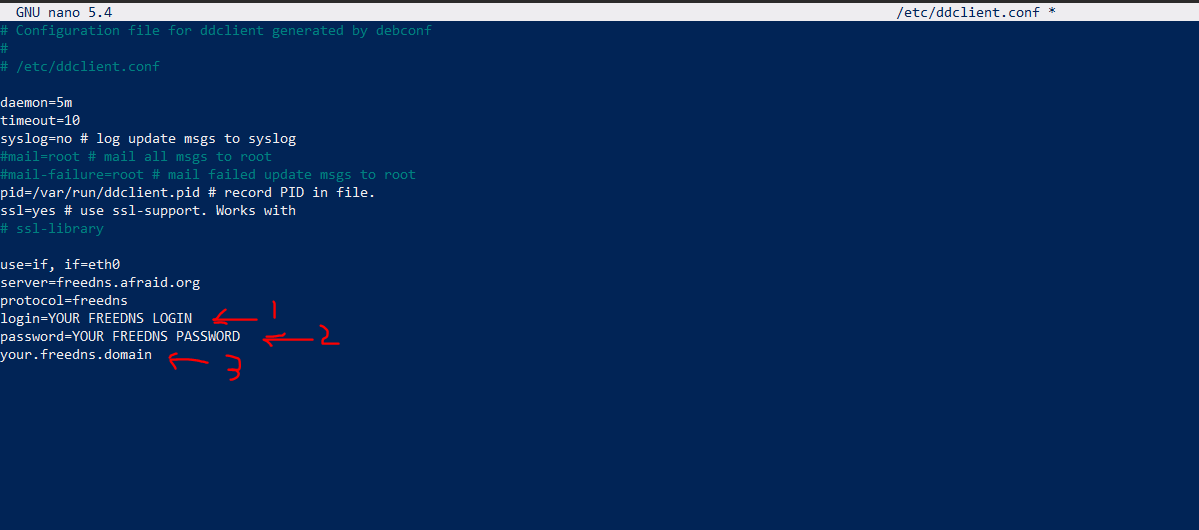 GNU nano 5.4 /etc/ddclient.conf *
# Configuration file for ddclient generated by debconf
#
# /etc/ddclient.conf
daemon=5m
timeout=10
syslog=no # log update msgs to syslog
#mail=root # mail all msgs to root
#mail-failure=root # mail failed update msgs to root
pid=/var/run/ddclient.pid # record PID in file.
ssl=yes # use ssl-support. Works with
# ssl-library
use=if, if=eth0
server=freedns.afraid.org
protocol=freedns
login=YOUR FREEDNS LOGIN 1
password=YOUR FREEDNS PASSWORD 2
your.freedns.domain 3